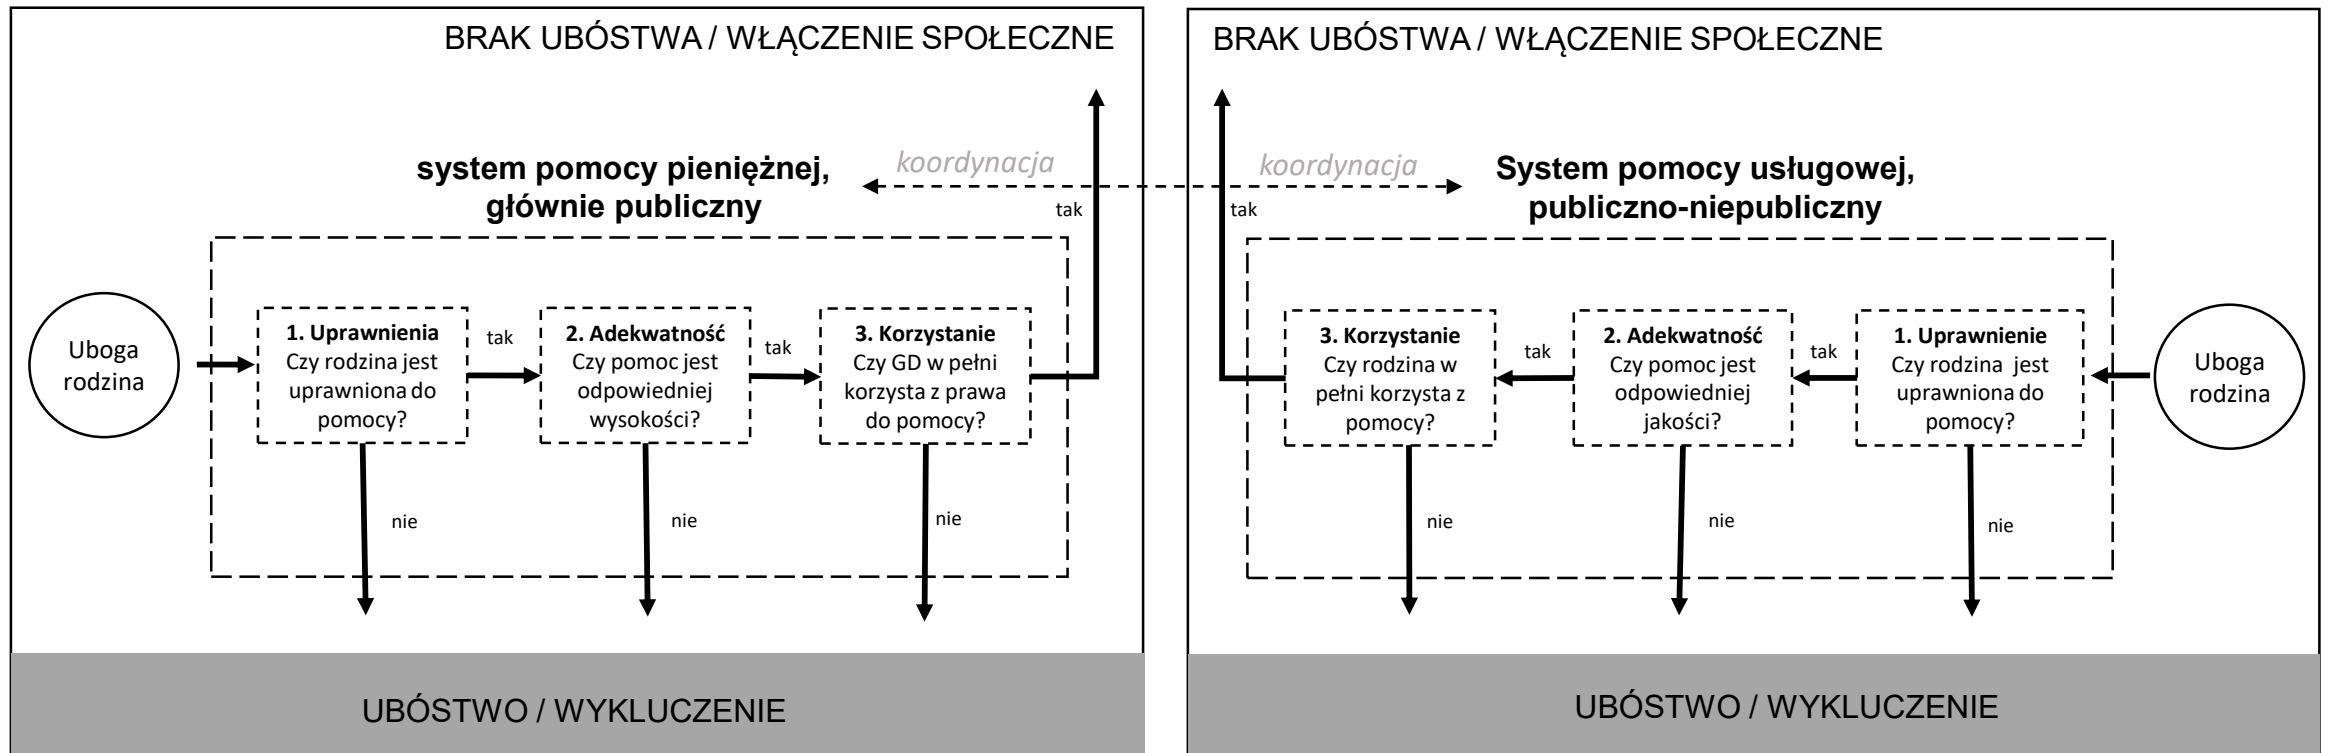 BRAK UBÓSTWA / WŁĄCZENIE SPOŁECZNE
koordynacja
system pomocy pieniężnej,
głównie publiczny
tak
Uboga
rodzina
1. Uprawnienia
Czy rodzina jest
uprawniona do
pomocy?
tak
2. Adekwatność
Czy pomoc jest
odpowiedniej
wysokości?
tak
3. Korzystanie
Czy GD w pełni
korzysta z prawa
do pomocy?
nie
nie
nie
UBÓSTWO / WYKLUCZENIE
BRAK UBÓSTWA / WŁĄCZENIE SPOŁECZNE
koordynacja
System pomocy usługowej,
publiczno-niepubliczny
tak
3. Korzystanie
Czy rodzina w
pełni korzysta z
pomocy?
tak
2. Adekwatność
Czy pomoc jest
odpowiedniej
jakości?
tak
1. Uprawnienie
Czy rodzina jest
uprawniona do
pomocy?
Uboga
rodzina
nie
nie
nie
UBÓSTWO / WYKLUCZENIE